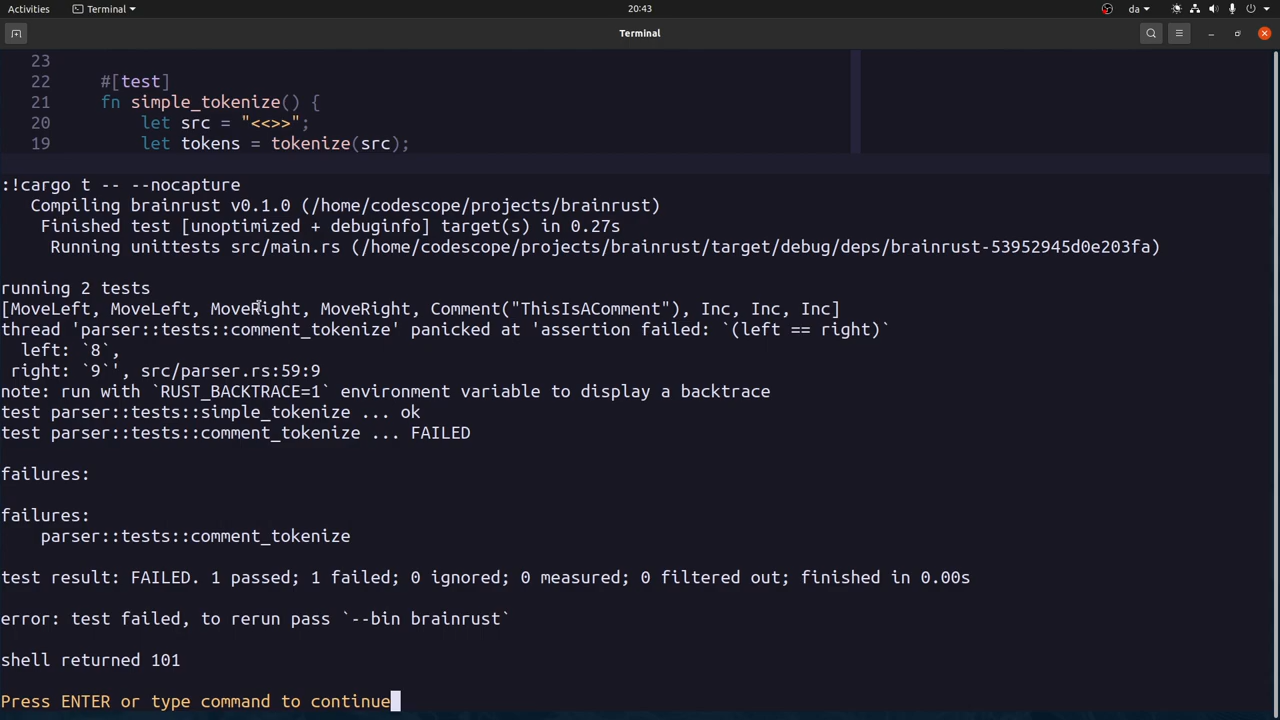 Activities Terminal 20:43 da
Terminal
23
22 #[test]
21 fn simple_tokenize() {
20 let src = "<<>>";
19 let tokens = tokenize(src);
:!cargo t -- --nocapture
Compiling brainrust v0.1.0 (/home/codescope/projects/brainrust)
Finished test [unoptimized + debuginfo] target(s) in 0.27s
Running unittests src/main.rs (/home/codescope/projects/brainrust/target/debug/deps/brainrust-53952945d0e203fa)
running 2 tests
[MoveLeft, MoveLeft, MoveRight, MoveRight, Comment("ThisIsAComment"), Inc, Inc, Inc]
thread 'parser::tests::comment_tokenize' panicked at 'assertion failed: `(left == right)`
left: `8`,
right: `9`', src/parser.rs:59:9
note: run with `RUST_BACKTRACE=1` environment variable to display a backtrace
test parser::tests::simple_tokenize ... ok
test parser::tests::comment_tokenize ... FAILED
failures:
failures:
parser::tests::comment_tokenize
test result: FAILED. 1 passed; 1 failed; 0 ignored; 0 measured; 0 filtered out; finished in 0.00s
error: test failed, to rerun pass `--bin brainrust`
shell returned 101
Press ENTER or type command to continue